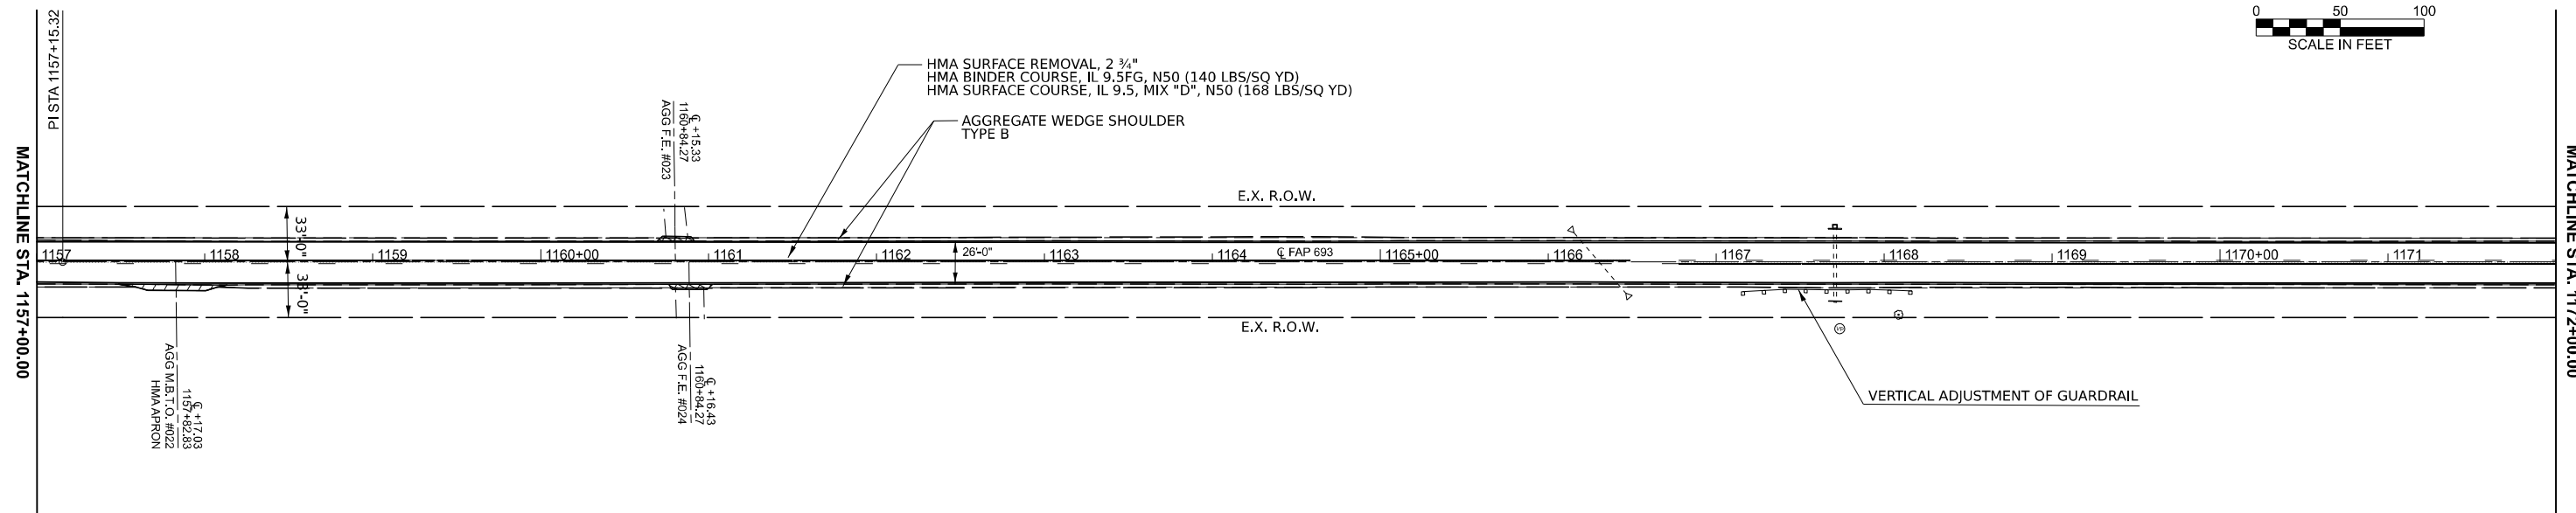 PI STA 1157+15.32
0 50 100
SCALE IN FEET
HMA SURFACE REMOVAL, 2 ¾"
HMA BINDER COURSE, IL 9.5FG, N50 (140 LBS/SQ YD)
HMA SURFACE COURSE, IL 9.5, MIX "D", N50 (168 LBS/SQ YD)
AGGREGATE WEDGE SHOULDER
TYPE B
℄ +15.33
1160+84.27
AGG F.E. #023
MATCHLINE STA. 1157+00.00
MATCHLINE STA. 1172+00.00
E.X. R.O.W.
33'-0"
1157 1158 1159 1160+00 1161 1162 26'-0" 1163 1164 ℄ FAP 693 1165+00 1166 1167 1168 1169 1170+00 1171
33'-0"
E.X. R.O.W.
℄ +17.03
1157+82.83
AGG M.B.T.O. #022
HMA APRON
℄ +16.43
1160+84.27
AGG F.E. #024
VERTICAL ADJUSTMENT OF GUARDRAIL